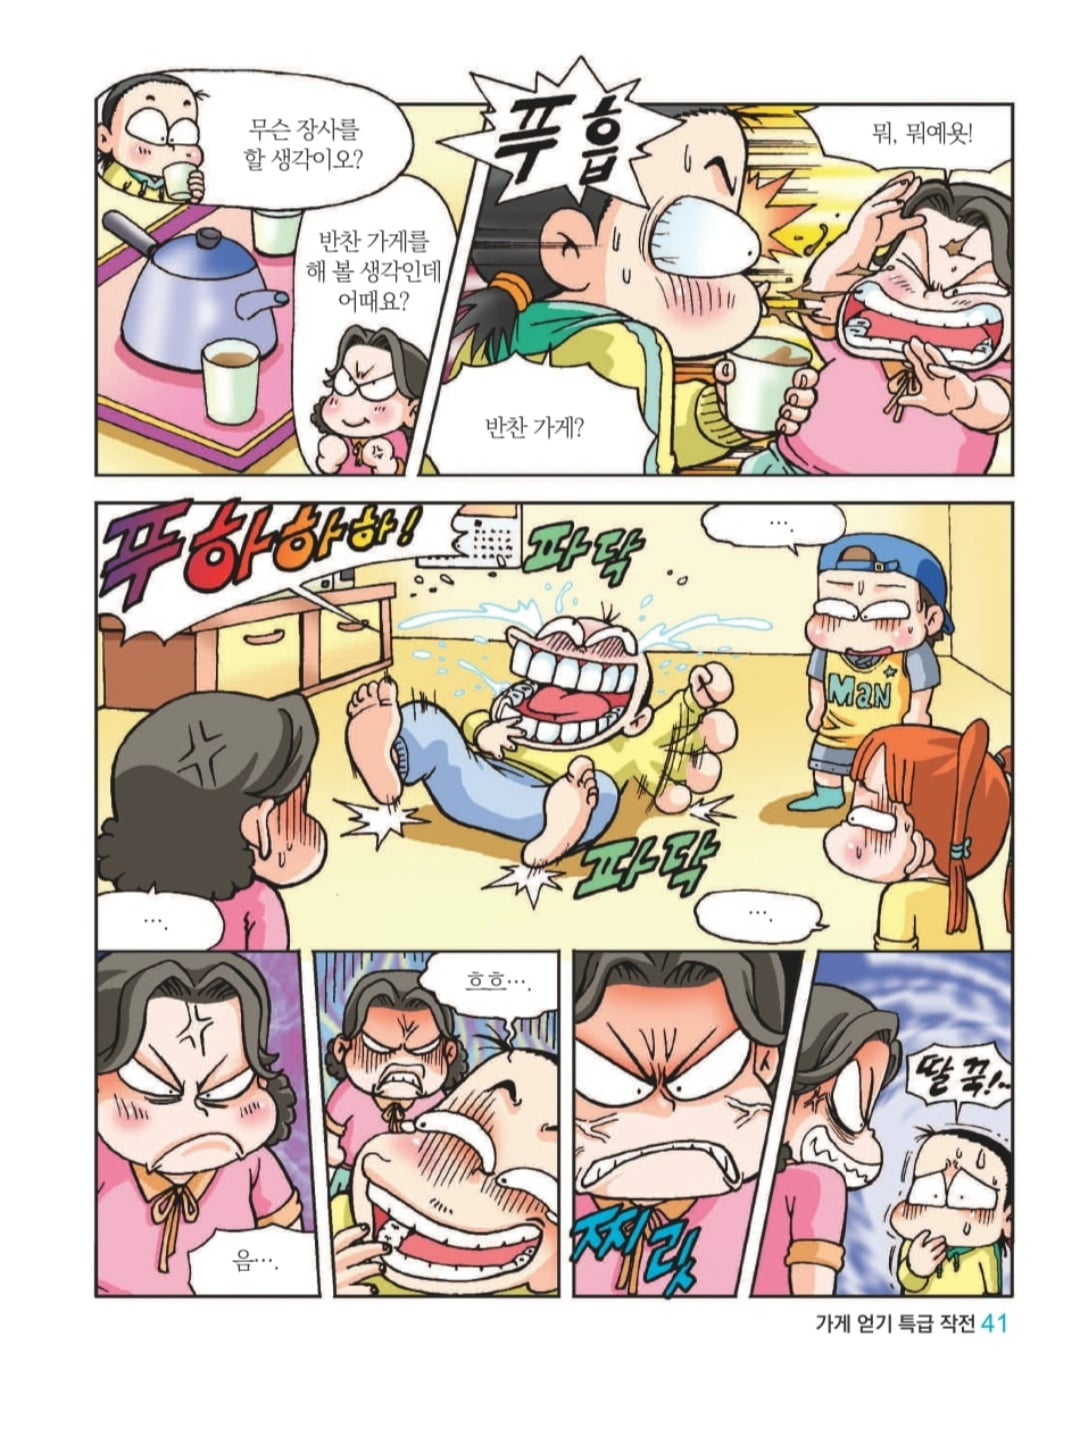 무슨 장사를
할 생각이오?
반찬 가게를
해 볼 생각인데
어때요?
푸흡
뭐, 뭐예욧!
반찬 가게?
푸하하하!
파닥
….
MaN
파닥
….
….
음….
흐흐….
찌릿
딸꾹!~
가게 얻기 특급 작전 41